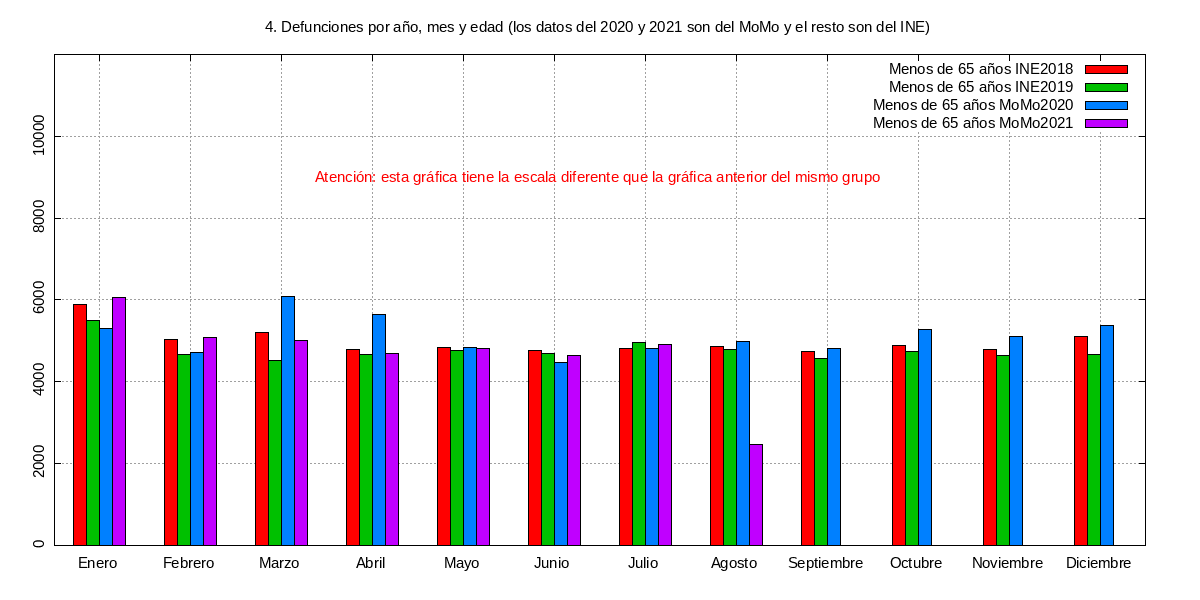 4. Defunciones por año, mes y edad (los datos del 2020 y 2021 son del MoMo y el resto son del INE)
Menos de 65 años INE2018
Menos de 65 años INE2019
Menos de 65 años MoMo2020
Menos de 65 años MoMo2021
Atención: esta gráfica tiene la escala diferente que la gráfica anterior del mismo grupo
10000
8000
6000
4000
2000
0
Enero Febrero Marzo Abril Mayo Junio Julio Agosto Septiembre Octubre Noviembre Diciembre